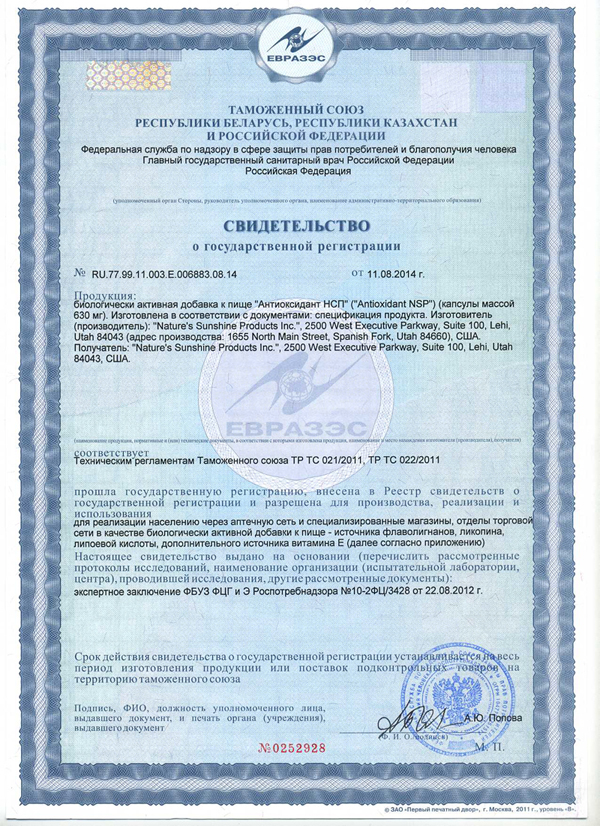 ЕВРАЗЭС
ТАМОЖЕННЫЙ СОЮЗ
РЕСПУБЛИКИ БЕЛАРУСЬ, РЕСПУБЛИКИ КАЗАХСТАН
И РОССИЙСКОЙ ФЕДЕРАЦИИ
Федеральная служба по надзору в сфере защиты прав потребителей и благополучия человека
Главный государственный санитарный врач Российской Федерации
Российская Федерация
(уполномоченный орган Стороны, руководитель уполномоченного органа, наименование административно-территориального образования)
СВИДЕТЕЛЬСТВО
о государственной регистрации
№ RU.77.99.11.003.E.006883.08.14 от 11.08.2014 г.
Продукция:
биологически активная добавка к пище "Антиоксидант НСП" ("Antioxidant NSP") (капсулы массой
630 мг). Изготовлена в соответствии с документами: спецификация продукта. Изготовитель
(производитель): "Nature's Sunshine Products Inc.", 2500 West Executive Parkway, Suite 100, Lehi,
Utah 84043 (адрес производства: 1655 North Main Street, Spanish Fork, Utah 84660), США.
Получатель: "Nature's Sunshine Products Inc.", 2500 West Executive Parkway, Suite 100, Lehi, Utah
84043, США.
ЕВРАЗЭС
(наименование продукции, нормативные и (или) технические документы, в соответствии с которыми изготовлена продукция, наименование и место нахождения изготовителя (производителя), получателя)
соответствует
Техническим регламентам Таможенного союза ТР ТС 021/2011, ТР ТС 022/2011
прошла государственную регистрацию, внесена в Реестр свидетельств о
государственной регистрации и разрешена для производства, реализации и
использования
для реализации населению через аптечную сеть и специализированные магазины, отделы торговой
сети в качестве биологически активной добавки к пище - источника флаволигнанов, ликопина,
липоевой кислоты, дополнительного источника витамина Е (далее согласно приложению)
Настоящее свидетельство выдано на основании (перечислить рассмотренные
протоколы исследований, наименование организации (испытательной лаборатории,
центра), проводившей исследования, другие рассмотренные документы):
экспертное заключение ФБУЗ ФЦГ и Э Роспотребнадзора №10-2ФЦ/3428 от 22.08.2012 г.
Срок действия свидетельства о государственной регистрации устанавливается на весь
период изготовления продукции или поставок подконтрольных товаров на
территорию таможенного союза
Подпись, ФИО, должность уполномоченного лица,
выдавшего документ, и печать органа (учреждения),
выдавшего документ
А.Ю. Попова
(Ф. И. О./подпись)
М. П.
№0252928
© ЗАО «Первый печатный двор», г. Москва, 2011 г., уровень «В».